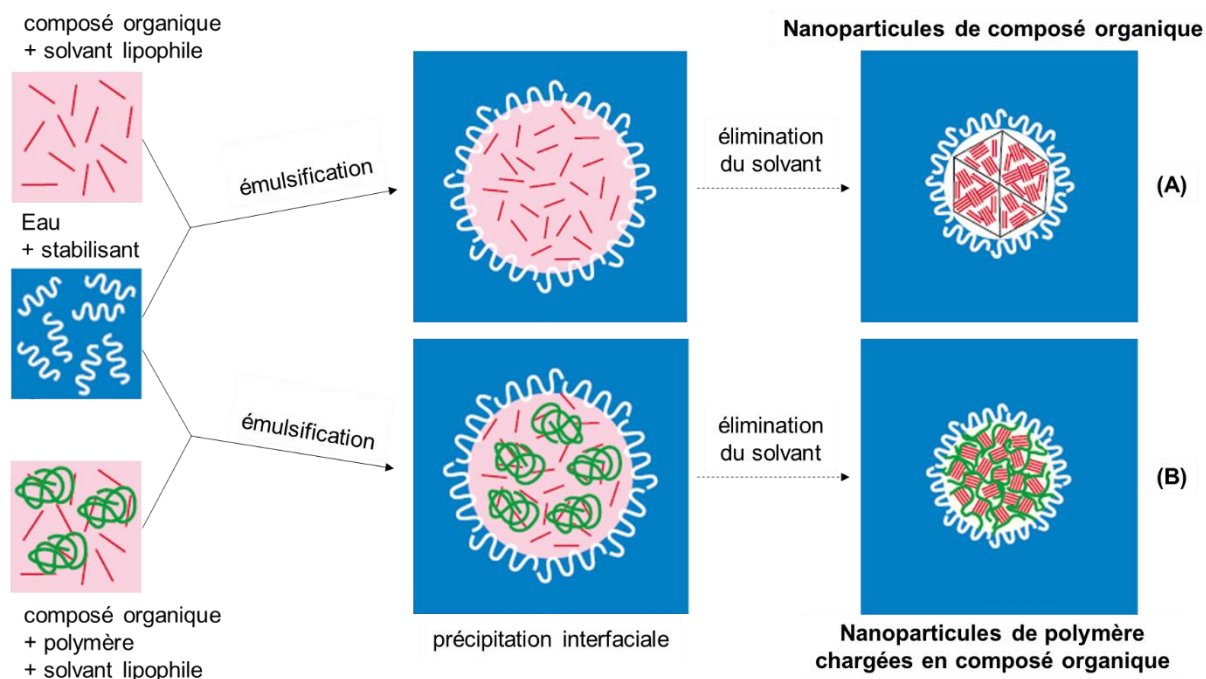 composé organique
+ solvant lipophile
Eau
+ stabilisant
composé organique
+ polymère
+ solvant lipophile
émulsification
émulsification
précipitation interfaciale
élimination
du solvant
élimination
du solvant
Nanoparticules de composé organique
(A)
(B)
Nanoparticules de polymère
chargées en composé organique